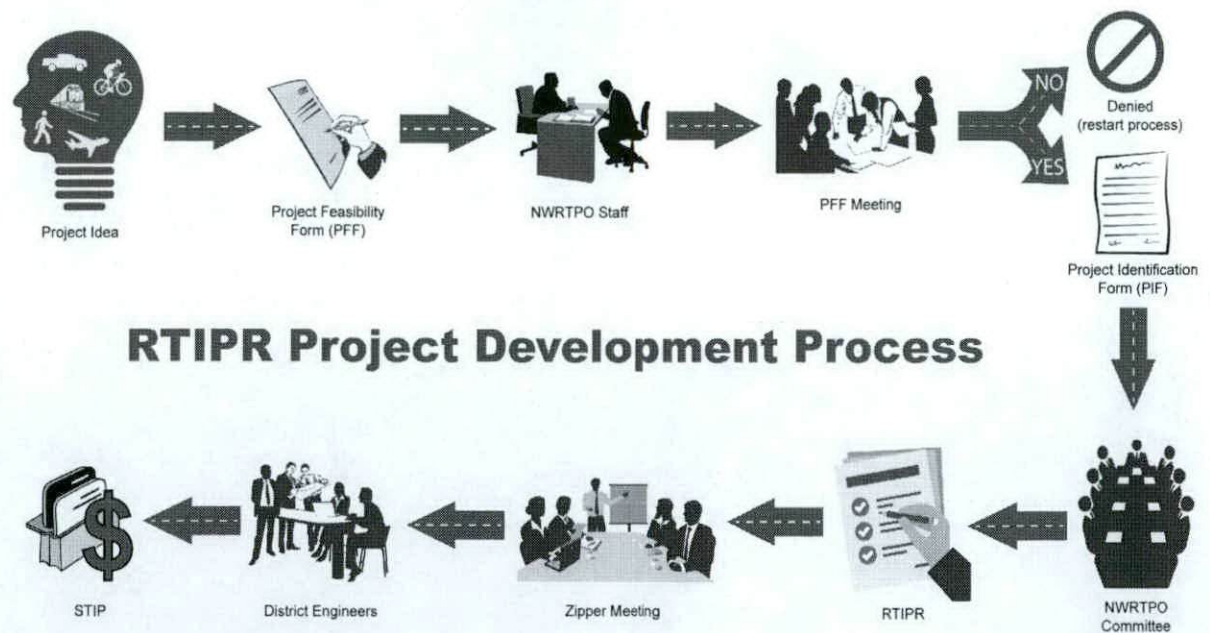 Project Idea
Project Feasibility
Form (PFF)
NWRTPO Staff
PFF Meeting
NO
YES
Denied
(restart process)
Project Identification
Form (PIF)
RTIPR Project Development Process
STIP
District Engineers
Zipper Meeting
RTIPR
NWRTPO
Committee